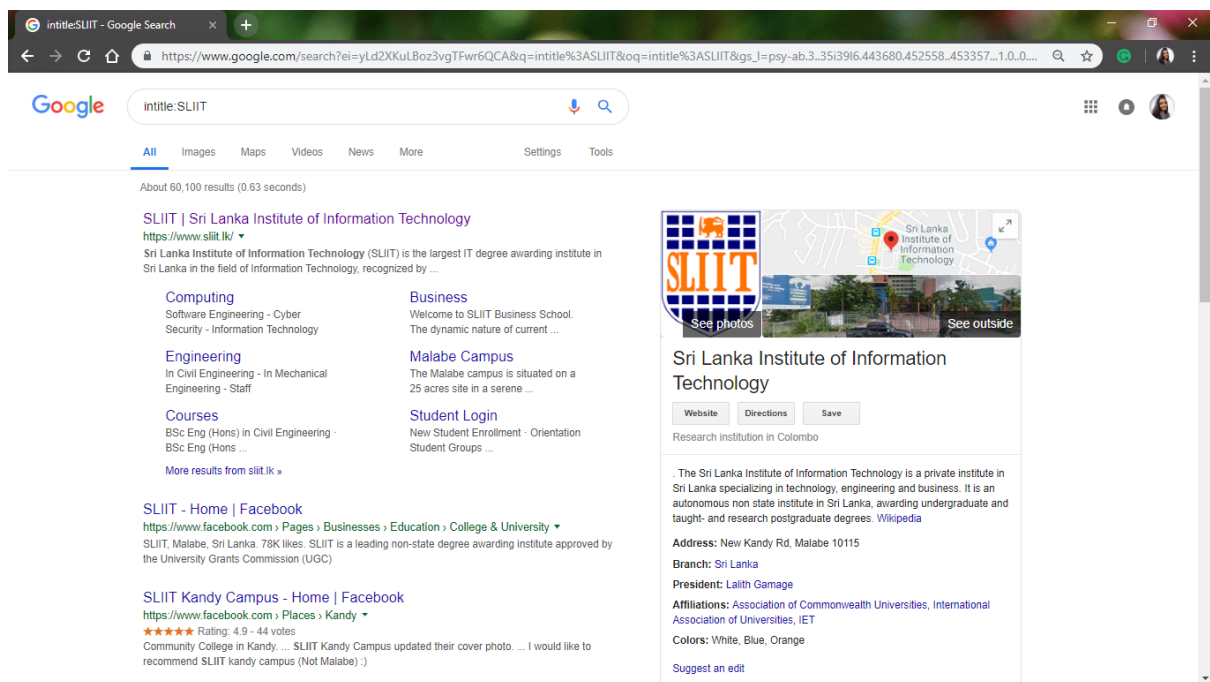 intitle:SLIIT - Google Search
https://www.google.com/search?ei=yLd2XKuLBoz3vgTFwr6QCA&q=intitle%3ASLIIT&oq=intitle%3ASLIIT&gs_l=psy-ab.3..35i39l6.443680.452558..453357...1.0..0....
Google
intitle:SLIIT
All Images Maps Videos News More Settings Tools
About 60,100 results (0.63 seconds)
SLIIT | Sri Lanka Institute of Information Technology
https://www.sliit.lk/
Sri Lanka Institute of Information Technology (SLIIT) is the largest IT degree awarding institute in
Sri Lanka in the field of Information Technology, recognized by ...
Computing
Software Engineering - Cyber
Security - Information Technology
Business
Welcome to SLIIT Business School.
The dynamic nature of current ...
Engineering
In Civil Engineering - In Mechanical
Engineering - Staff
Malabe Campus
The Malabe campus is situated on a
25 acres site in a serene ...
Courses
BSc Eng (Hons) in Civil Engineering ·
BSc Eng (Hons ...
Student Login
New Student Enrollment · Orientation
Student Groups ...
More results from sliit.lk »
SLIIT - Home | Facebook
https://www.facebook.com › Pages › Businesses › Education › College & University
SLIIT, Malabe, Sri Lanka. 78K likes. SLIIT is a leading non-state degree awarding institute approved by
the University Grants Commission (UGC)
SLIIT Kandy Campus - Home | Facebook
https://www.facebook.com › Places › Kandy
Rating: 4.9 - 44 votes
Community College in Kandy. ... SLIIT Kandy Campus updated their cover photo. ... I would like to
recommend SLIIT kandy campus (Not Malabe) :)
SLIIT
See photos
Sri Lanka
Institute of
Information
Technology
See outside
Sri Lanka Institute of Information
Technology
Website Directions Save
Research institution in Colombo
. The Sri Lanka Institute of Information Technology is a private institute in
Sri Lanka specializing in technology, engineering and business. It is an
autonomous non state institute in Sri Lanka, awarding undergraduate and
taught- and research postgraduate degrees. Wikipedia
Address: New Kandy Rd, Malabe 10115
Branch: Sri Lanka
President: Lalith Gamage
Affiliations: Association of Commonwealth Universities, International
Association of Universities, IET
Colors: White, Blue, Orange
Suggest an edit